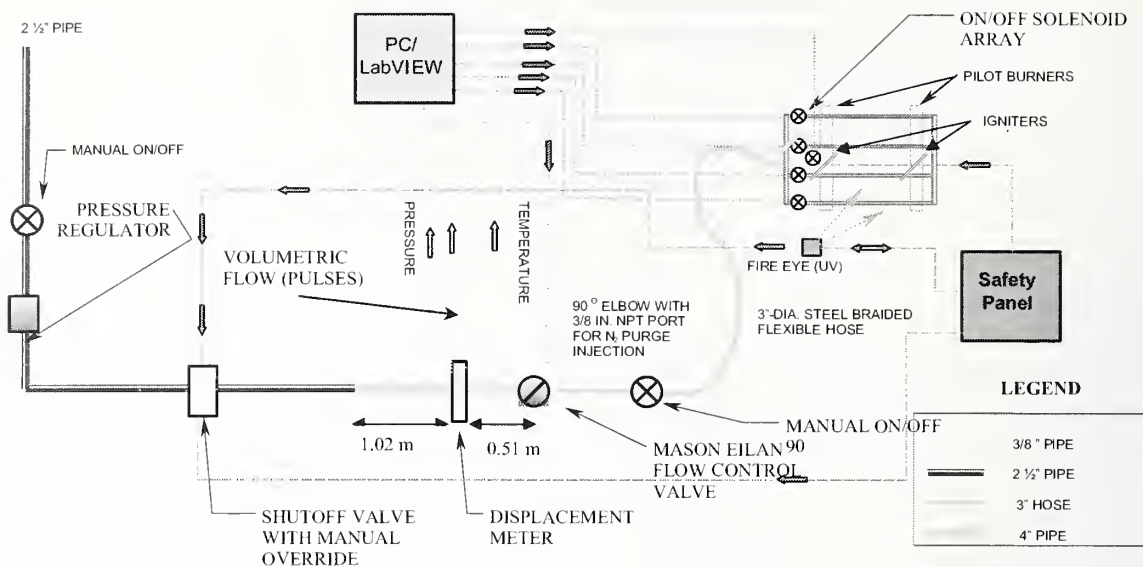 2 ½" PIPE
PC/
LabVIEW
ON/OFF SOLENOID
ARRAY
PILOT BURNERS
IGNITERS
MANUAL ON/OFF
PRESSURE
REGULATOR
PRESSURE
TEMPERATURE
VOLUMETRIC
FLOW (PULSES)
FIRE EYE (UV)
Safety
Panel
90 ° ELBOW WITH
3/8 IN. NPT PORT
FOR N₂ PURGE
INJECTION
3"-DIA. STEEL BRAIDED
FLEXIBLE HOSE
1.02 m
0.51 m
MANUAL ON/OFF
MASON EILAN 90
FLOW CONTROL
VALVE
SHUTOFF VALVE
WITH MANUAL
OVERRIDE
DISPLACEMENT
METER
LEGEND
3/8 " PIPE
2 ½" PIPE
3" HOSE
4" PIPE